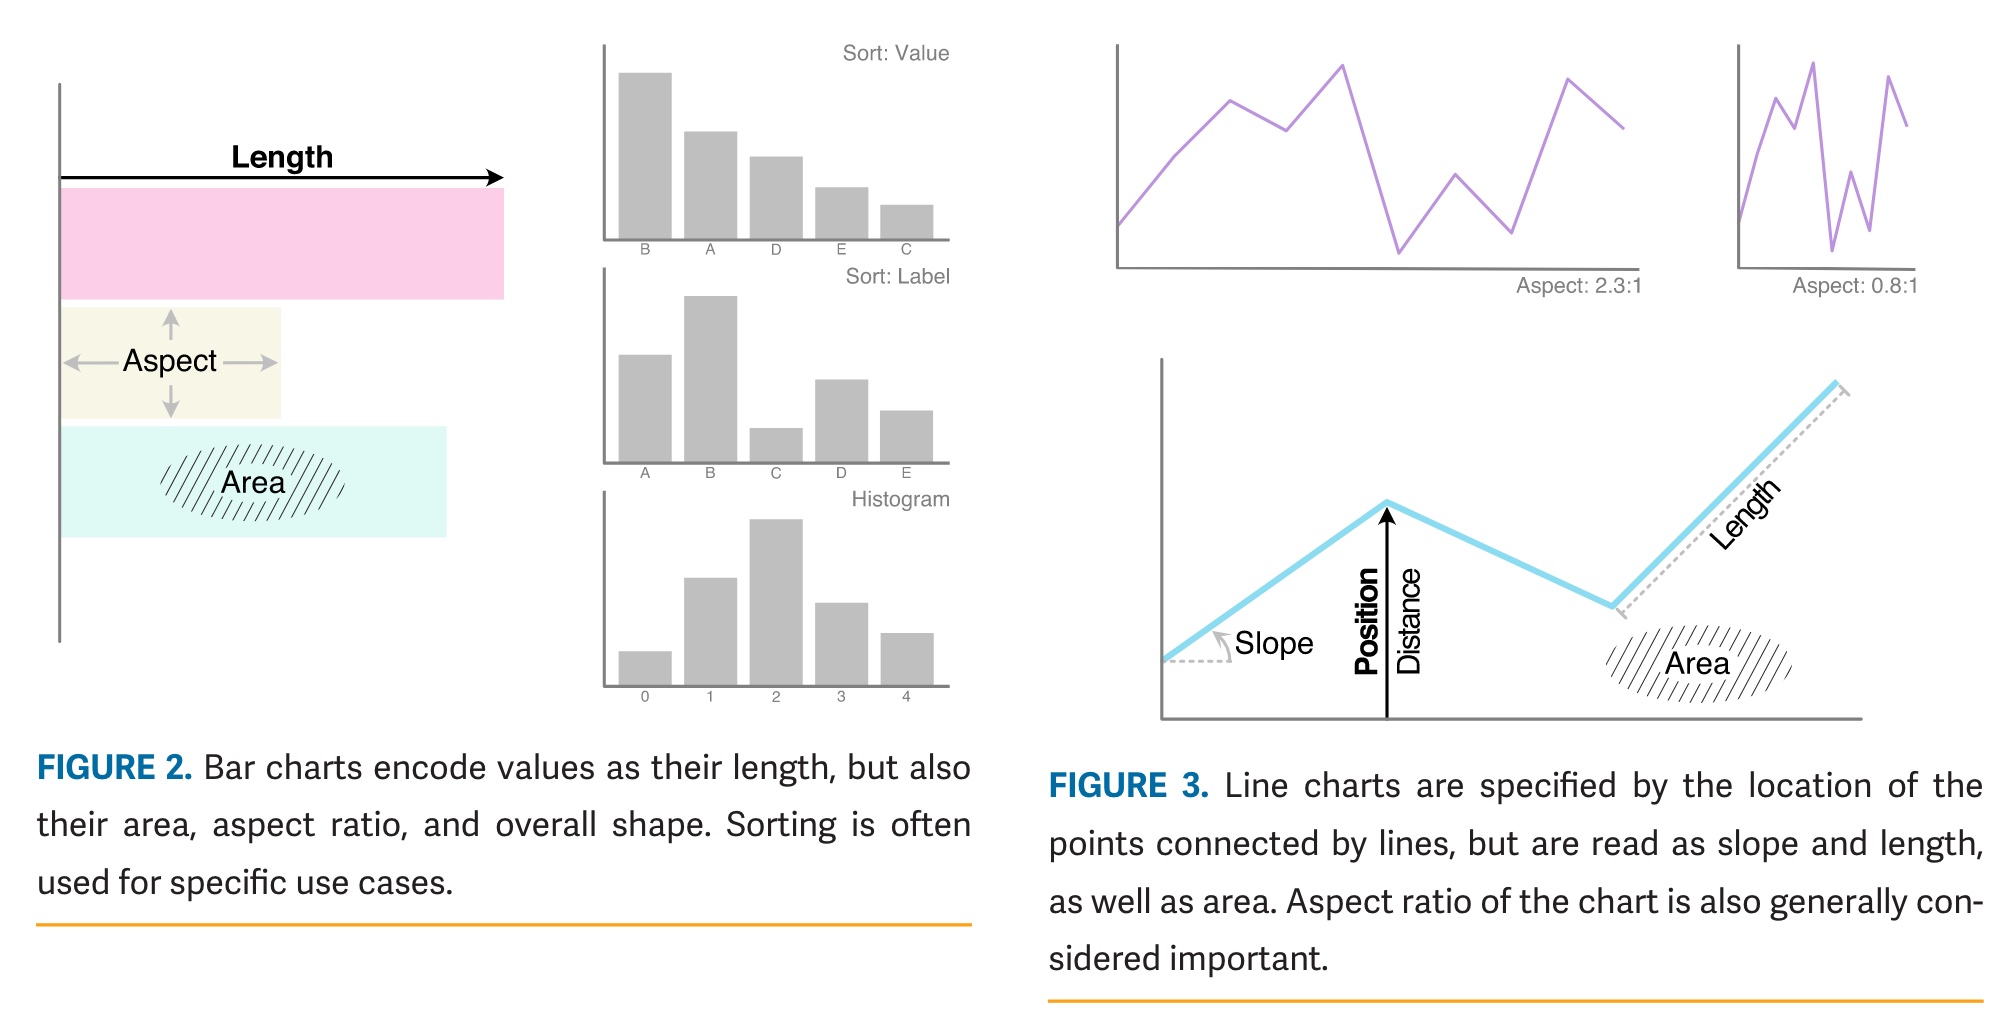 Length
Aspect
Area
Sort: Value
B A D E C
Sort: Label
A B C D E
Histogram
0 1 2 3 4
FIGURE 2. Bar charts encode values as their length, but also
their area, aspect ratio, and overall shape. Sorting is often
used for specific use cases.
Aspect: 2.3:1
Aspect: 0.8:1
Slope
Position
Distance
Length
Area
FIGURE 3. Line charts are specified by the location of the
points connected by lines, but are read as slope and length,
as well as area. Aspect ratio of the chart is also generally con-
sidered important.